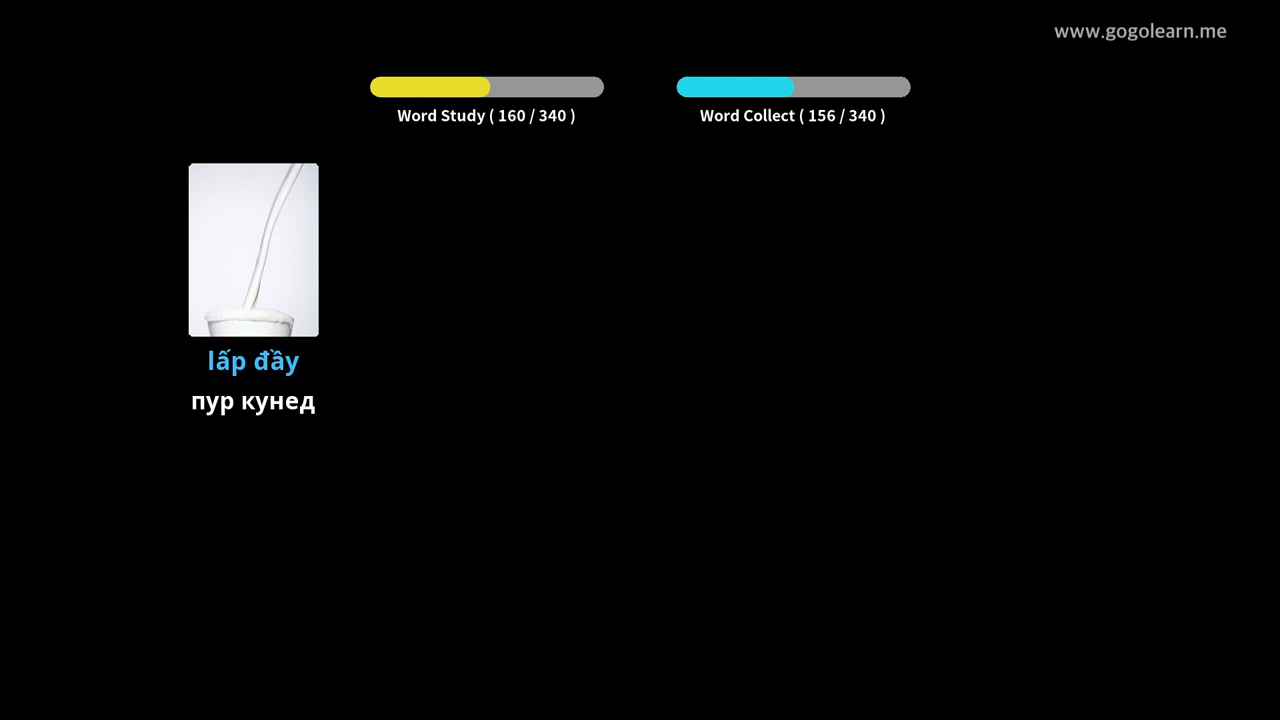 www.gogolearn.me
Word Study ( 160 / 340 )
Word Collect ( 156 / 340 )
lấp đầy
пур кунед